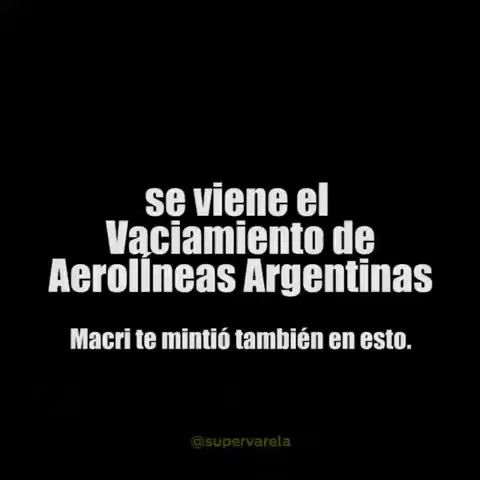 se viene el
Vaciamiento de
AerolÍneas Argentinas
Macri te mintió también en esto.
@supervarela